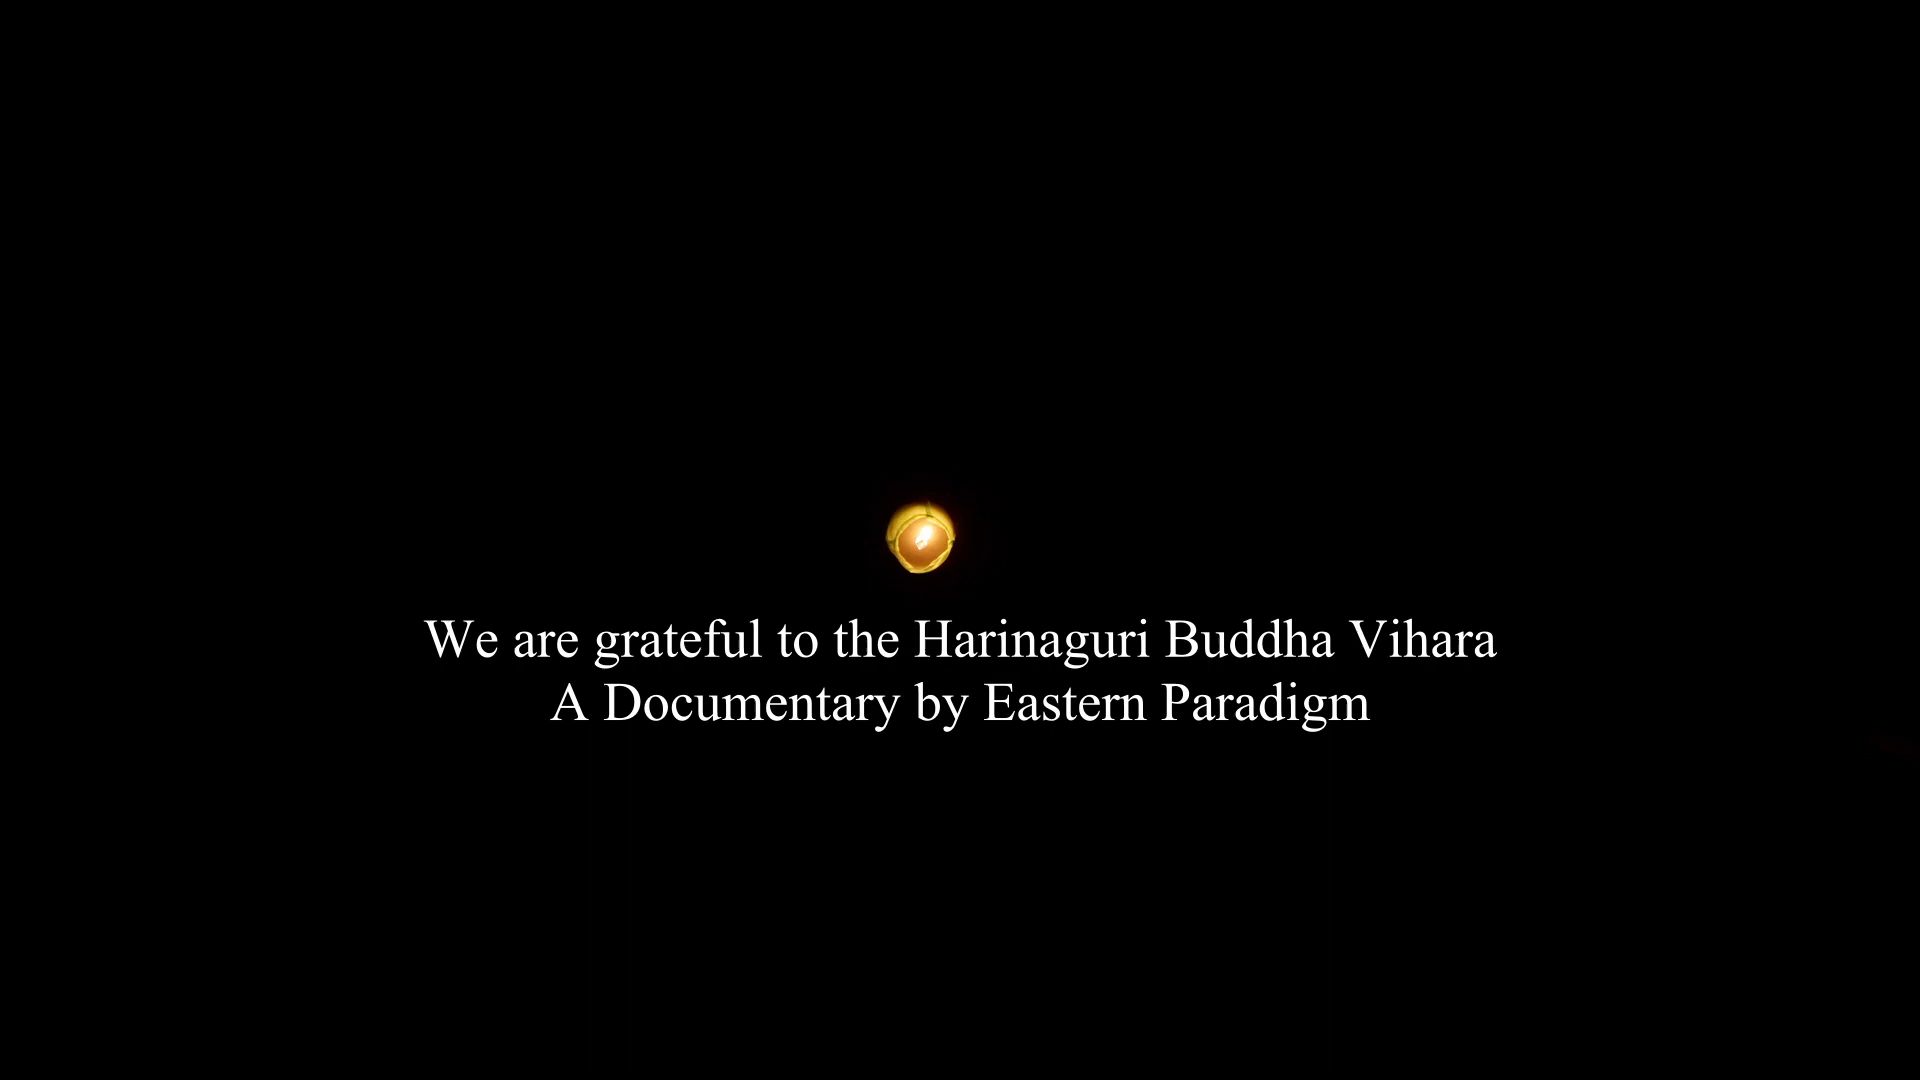 We are grateful to the Harinaguri Buddha Vihara
A Documentary by Eastern Paradigm